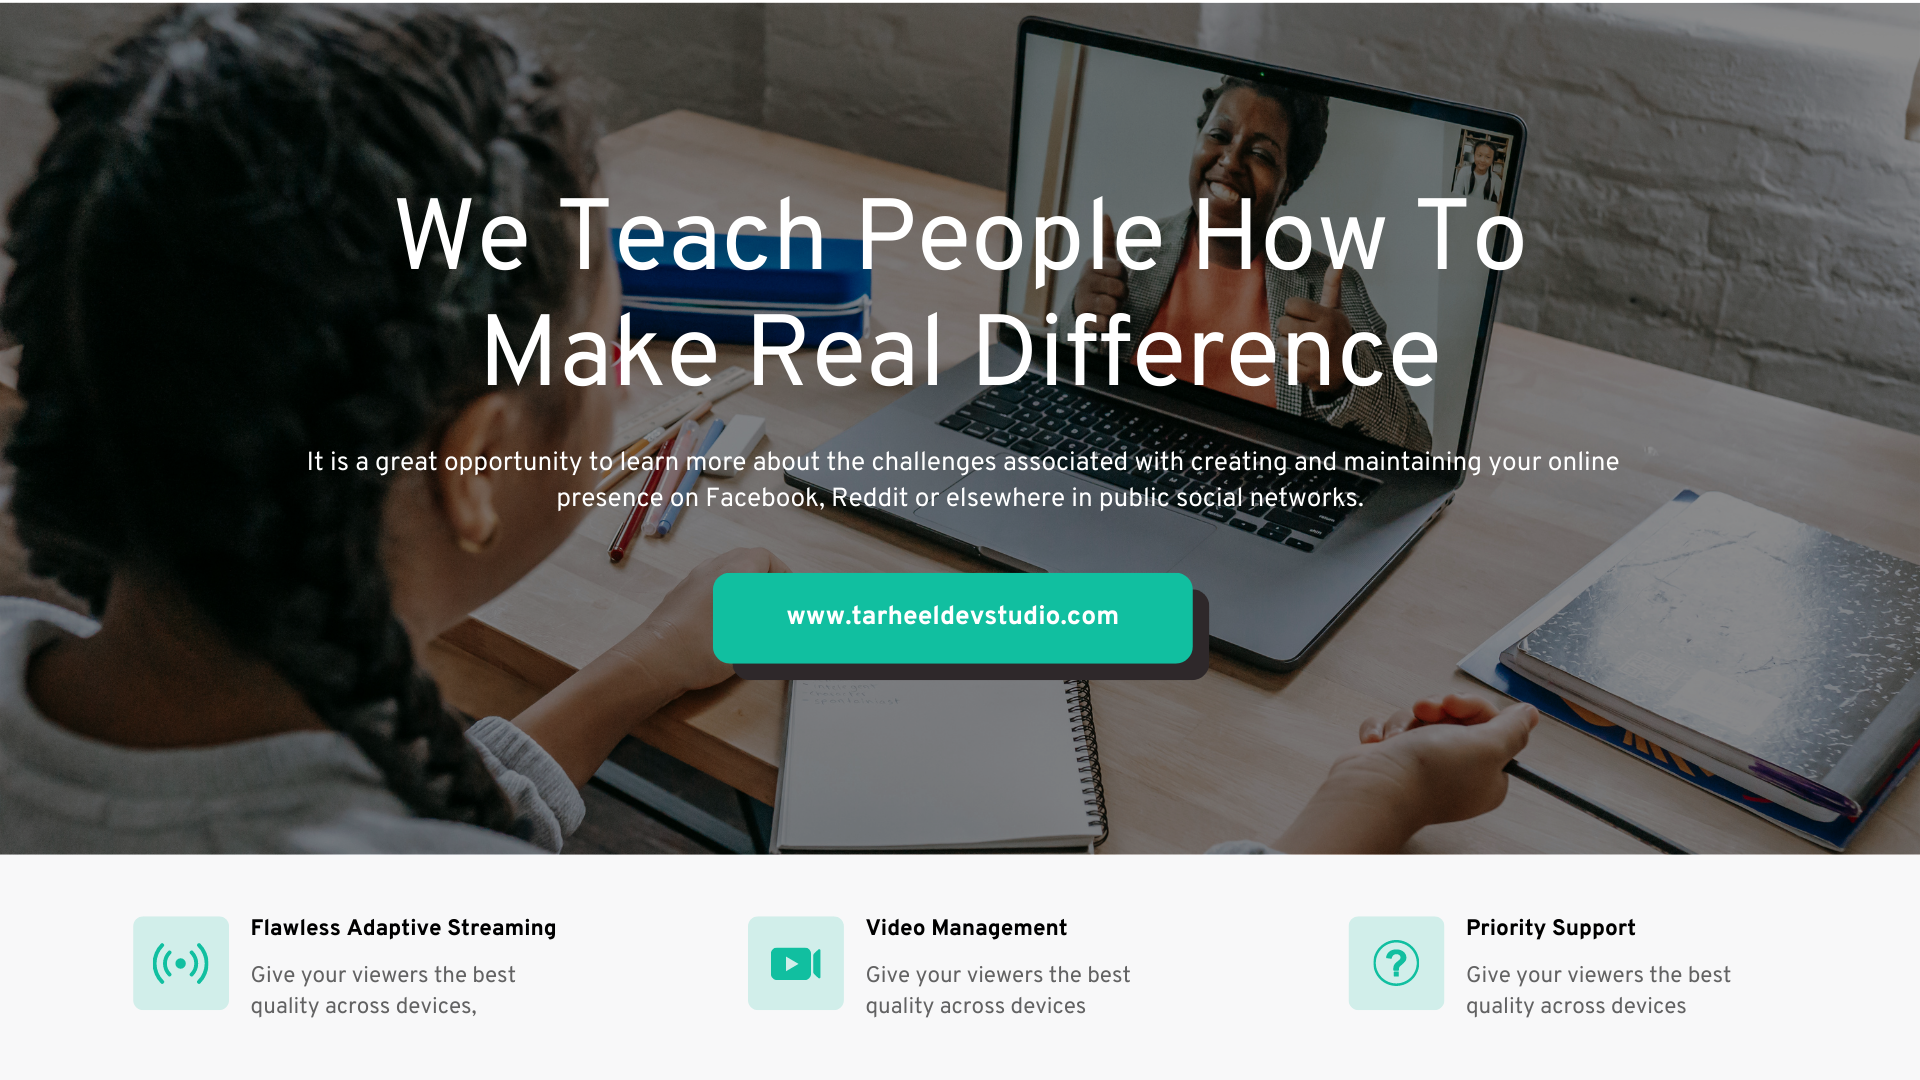 We Teach People How To
Make Real Difference
It is a great opportunity to learn more about the challenges associated with creating and maintaining your online
presence on Facebook, Reddit or elsewhere in public social networks.
www.tarheeldevstudio.com
Flawless Adaptive Streaming
Give your viewers the best
quality across devices,
Video Management
Give your viewers the best
quality across devices
Priority Support
Give your viewers the best
quality across devices